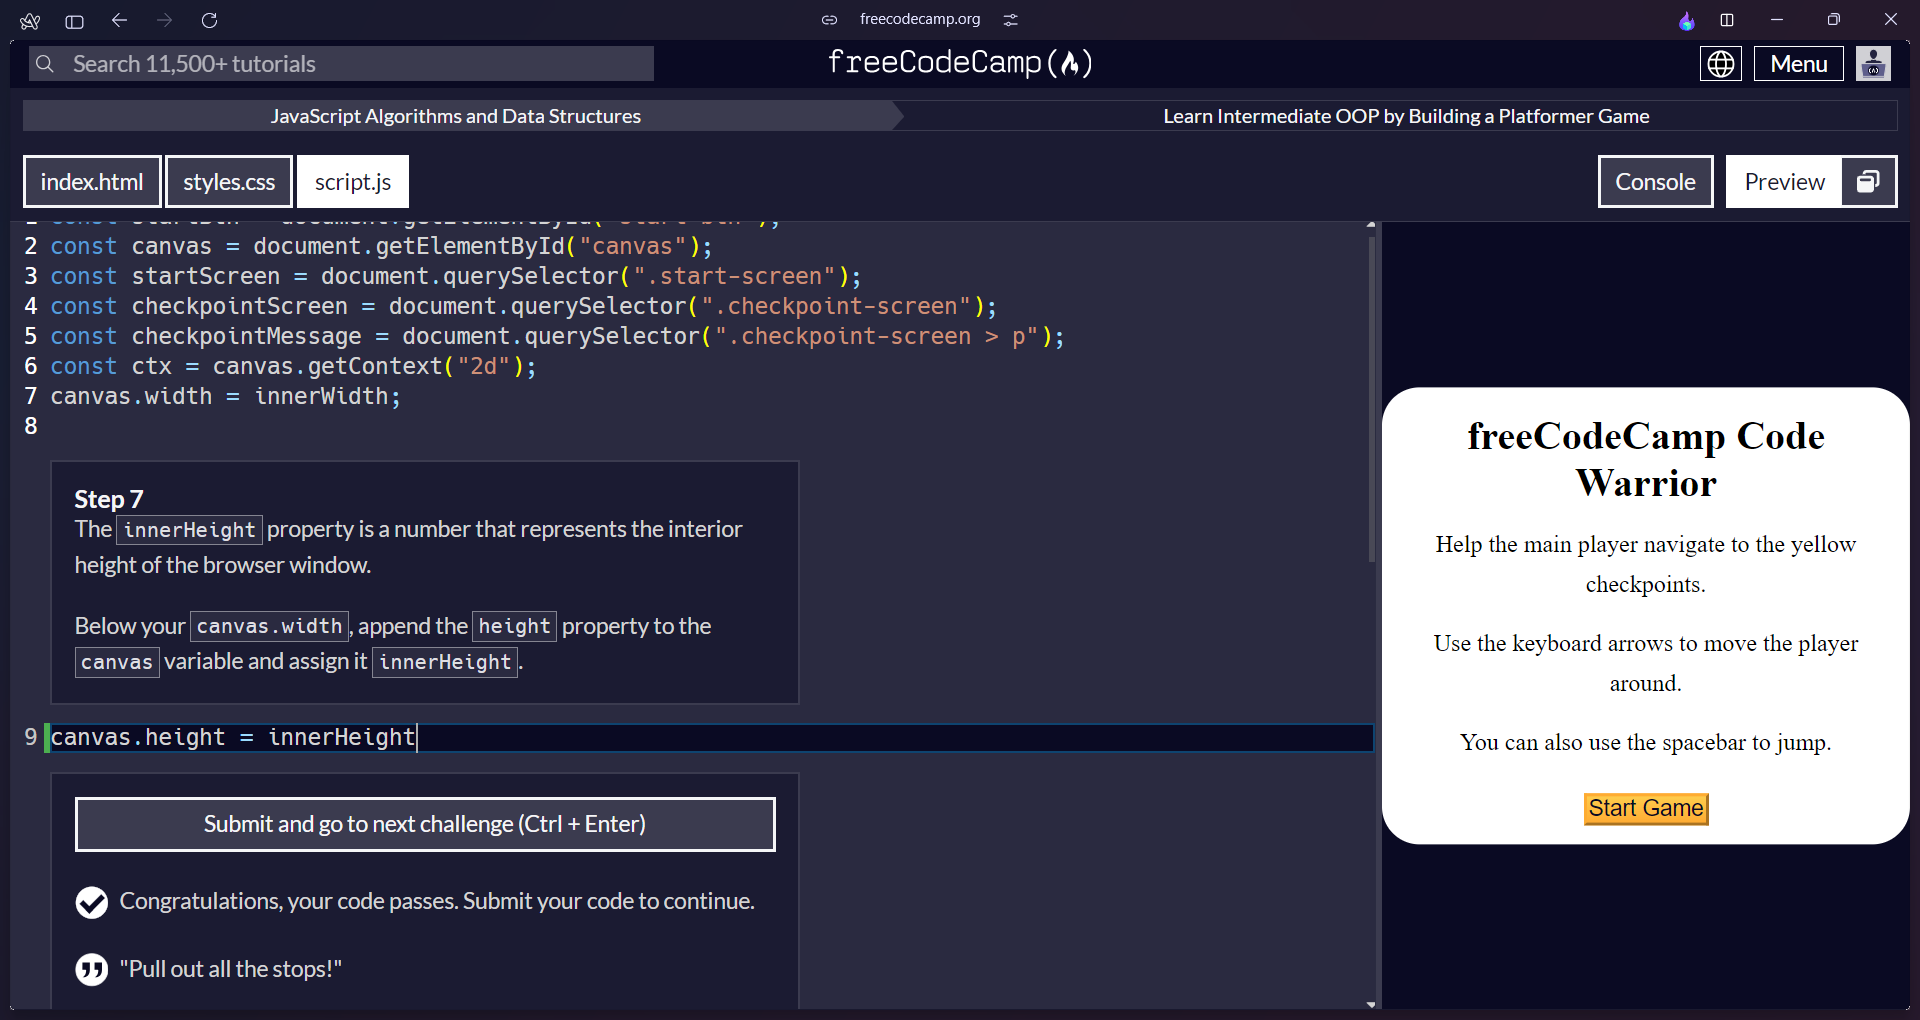 freecodecamp.org
Search 11,500+ tutorials
freeCodeCamp(🔥)
Menu
JavaScript Algorithms and Data Structures
Learn Intermediate OOP by Building a Platformer Game
index.html
styles.css
script.js
Console
Preview
1 const startBtn = document.getElementById("start-btn");
2 const canvas = document.getElementById("canvas");
3 const startScreen = document.querySelector(".start-screen");
4 const checkpointScreen = document.querySelector(".checkpoint-screen");
5 const checkpointMessage = document.querySelector(".checkpoint-screen > p");
6 const ctx = canvas.getContext("2d");
7 canvas.width = innerWidth;
8
Step 7
The innerHeight property is a number that represents the interior
height of the browser window.
Below your canvas.width, append the height property to the
canvas variable and assign it innerHeight.
9 canvas.height = innerHeight
Submit and go to next challenge (Ctrl + Enter)
Congratulations, your code passes. Submit your code to continue.
"Pull out all the stops!"
freeCodeCamp Code
Warrior
Help the main player navigate to the yellow
checkpoints.
Use the keyboard arrows to move the player
around.
You can also use the spacebar to jump.
Start Game